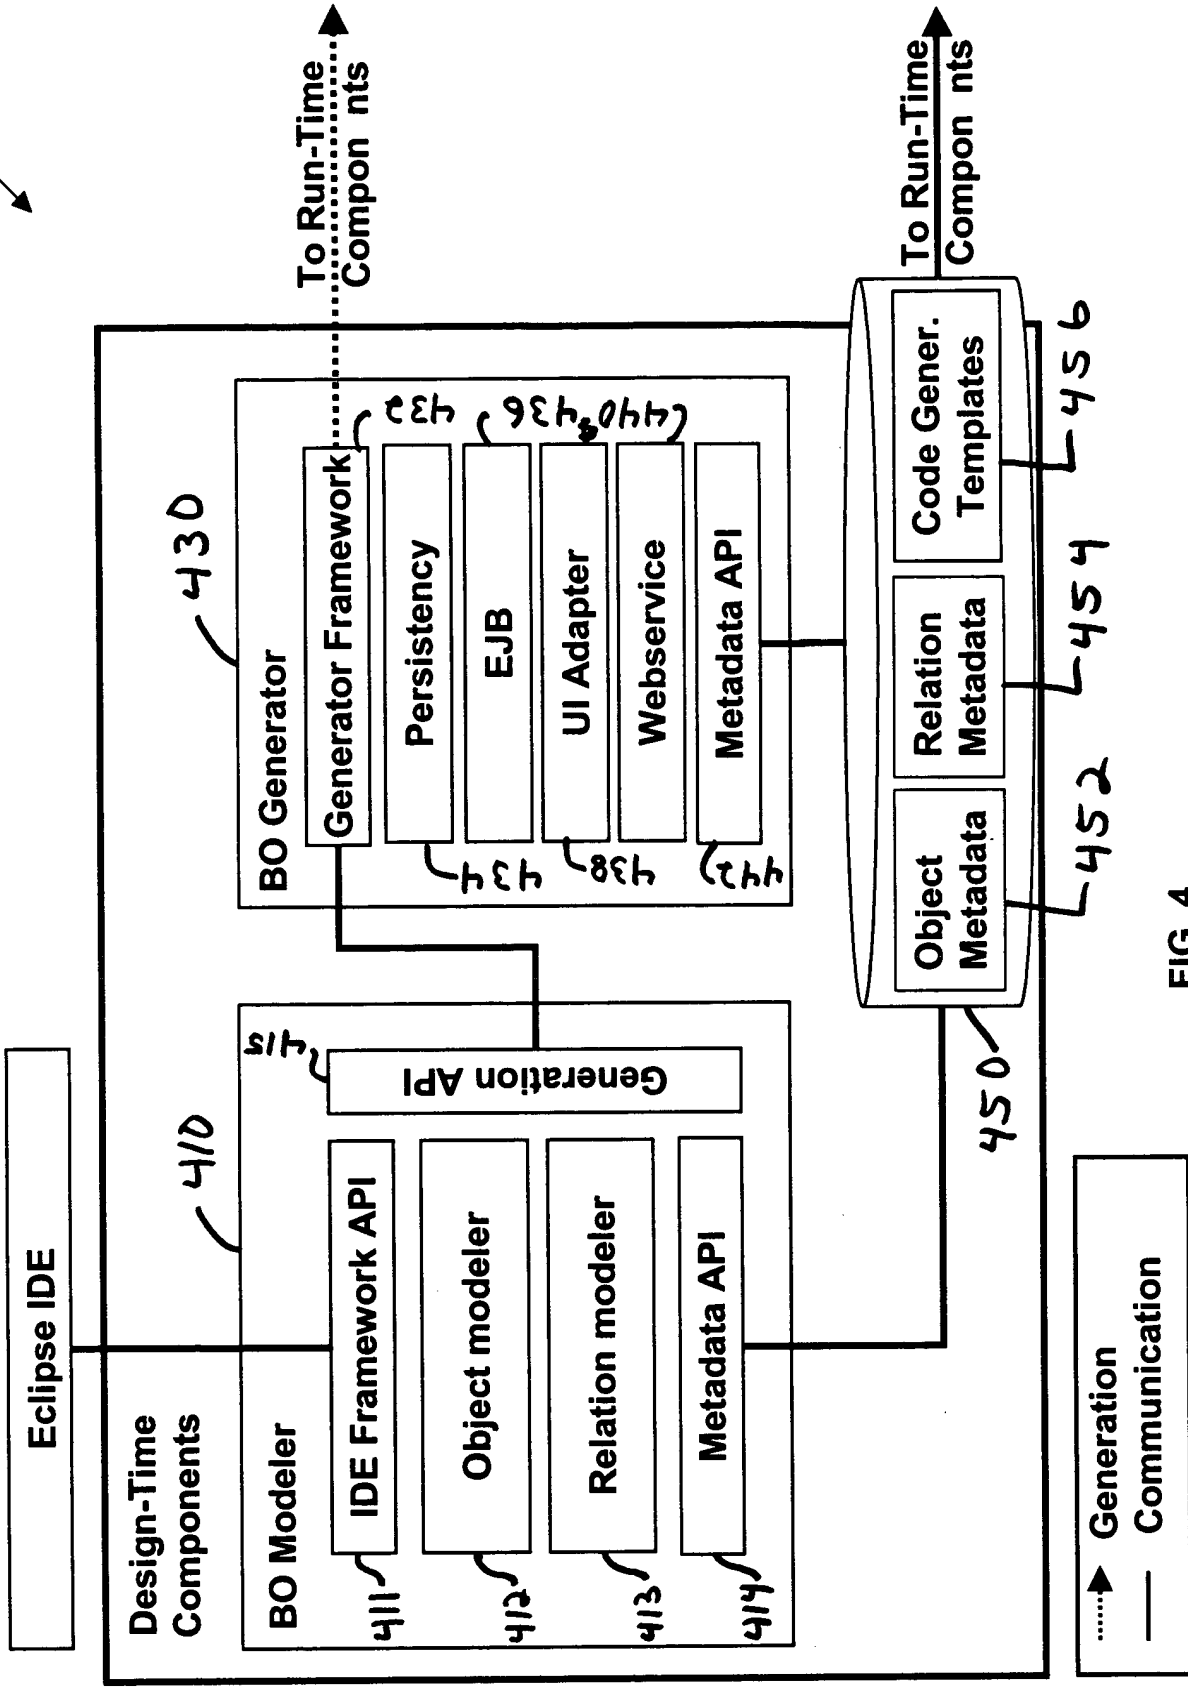 Eclipse IDE
Design-Time
Components
410
BO Modeler
IDE Framework API
411
Object modeler
412
Relation modeler
413
Metadata API
414
Generation API
415
430
BO Generator
Generator Framework
432
Persistency
434
EJB
436
UI Adapter
438
Webservice
440
Metadata API
442
To Run-Time
Compon nts
To Run-Time
Compon nts
Object
Metadata
Relation
Metadata
Code Gener.
Templates
450
452
454
456
Generation
Communication
FIG. 4